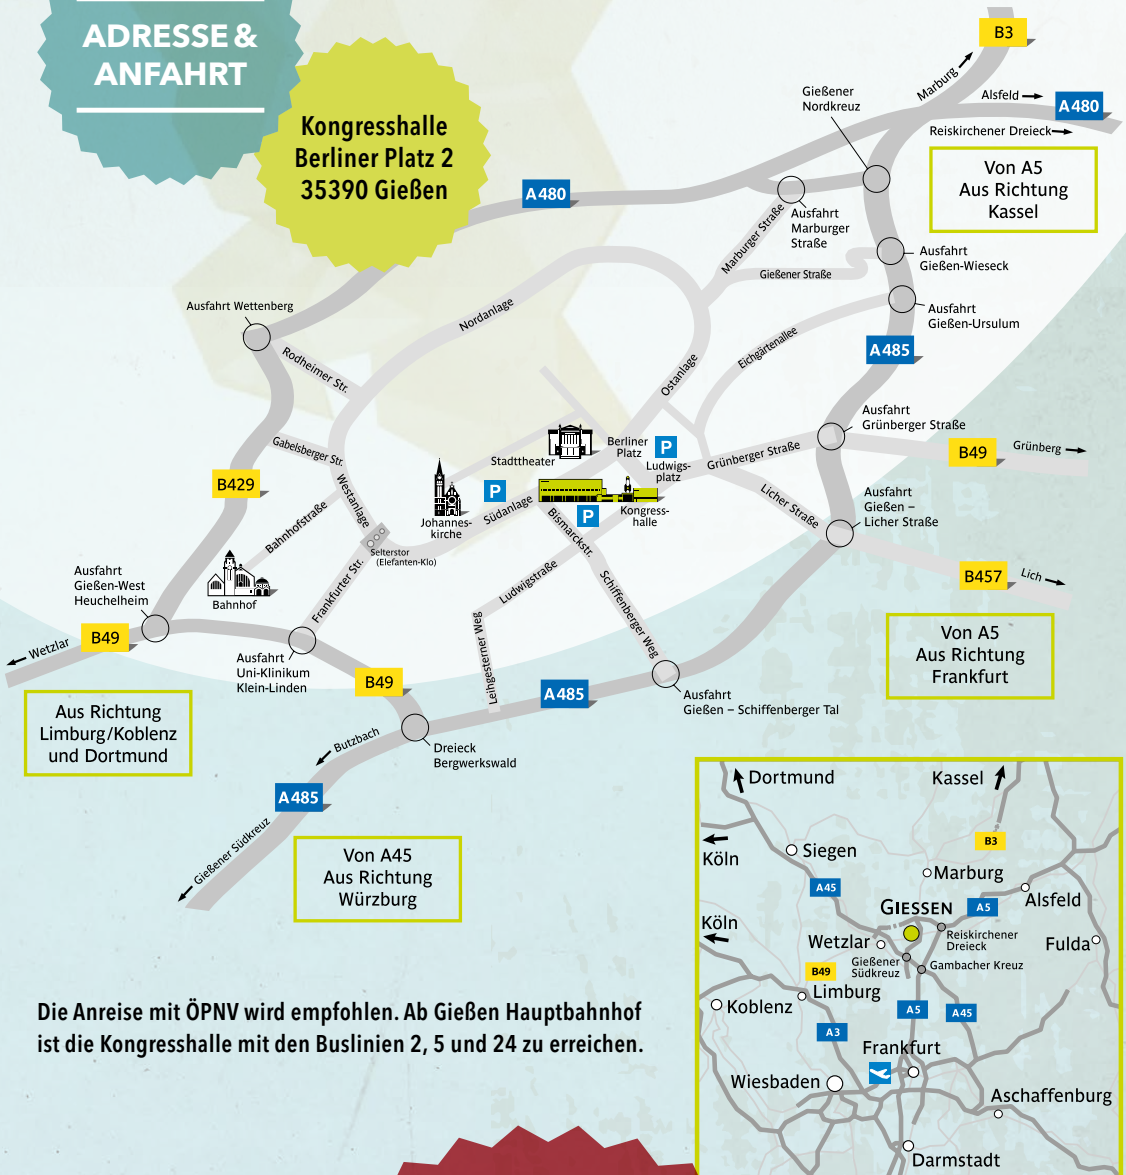 ADRESSE &
ANFAHRT
Kongresshalle
Berliner Platz 2
35390 Gießen
B3
Marburg
Alsfeld
A480
Reiskirchener Dreieck
Gießener
Nordkreuz
Von A5
Aus Richtung
Kassel
A480
Ausfahrt
Marburger
Straße
Marburger Straße
Gießener Straße
Ausfahrt
Gießen-Wieseck
Ausfahrt
Gießen-Ursulum
Ausfahrt Wettenberg
Nordanlage
Rodheimer Str.
Eichgärtenallee
A485
Ostanlage
Ausfahrt
Grünberger Straße
Grünberg
B49
Gabelsberger Str.
Stadttheater
Berliner
Platz
P
Ludwigs-
platz
Grünberger Straße
B429
Westanlage
P
Südanlage
P
Kongress-
halle
Johannes-
kirche
Licher Straße
Ausfahrt
Gießen –
Licher Straße
Bahnhofstraße
Bismarckstr.
Selterstor
(Elefanten-Klo)
Frankfurter Str.
Ludwigstraße
Schiffenberger Weg
B457
Lich
Ausfahrt
Gießen-West
Heuchelheim
Bahnhof
Leihgesterner Weg
Wetzlar
B49
Ausfahrt
Uni-Klinikum
Klein-Linden
B49
A485
Ausfahrt
Gießen – Schiffenberger Tal
Von A5
Aus Richtung
Frankfurt
Aus Richtung
Limburg/Koblenz
und Dortmund
Butzbach
Dreieck
Bergwerkswald
A485
Gießener Südkreuz
Von A45
Aus Richtung
Würzburg
Dortmund
Kassel
B3
Köln
Siegen
Marburg
A45
Alsfeld
GIESSEN
A5
Köln
Wetzlar
Reiskirchener
Dreieck
Fulda
Gießener
Südkreuz
Gambacher Kreuz
B49
Limburg
Koblenz
A5
A45
A3
Frankfurt
Wiesbaden
Aschaffenburg
Darmstadt
Die Anreise mit ÖPNV wird empfohlen. Ab Gießen Hauptbahnhof
ist die Kongresshalle mit den Buslinien 2, 5 und 24 zu erreichen.